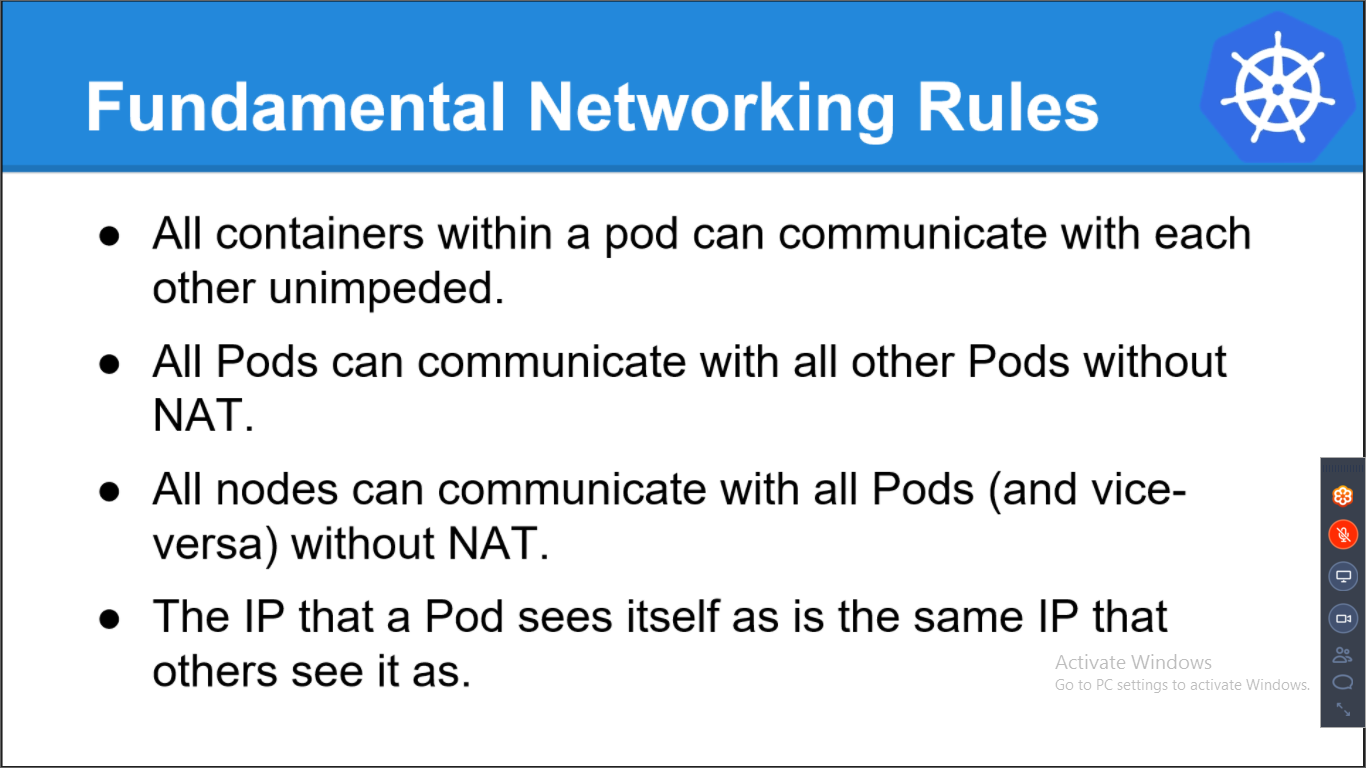 Fundamental Networking Rules
● All containers within a pod can communicate with each
other unimpeded.
● All Pods can communicate with all other Pods without
NAT.
● All nodes can communicate with all Pods (and vice-
versa) without NAT.
● The IP that a Pod sees itself as is the same IP that
others see it as.
Activate Windows
Go to PC settings to activate Windows.